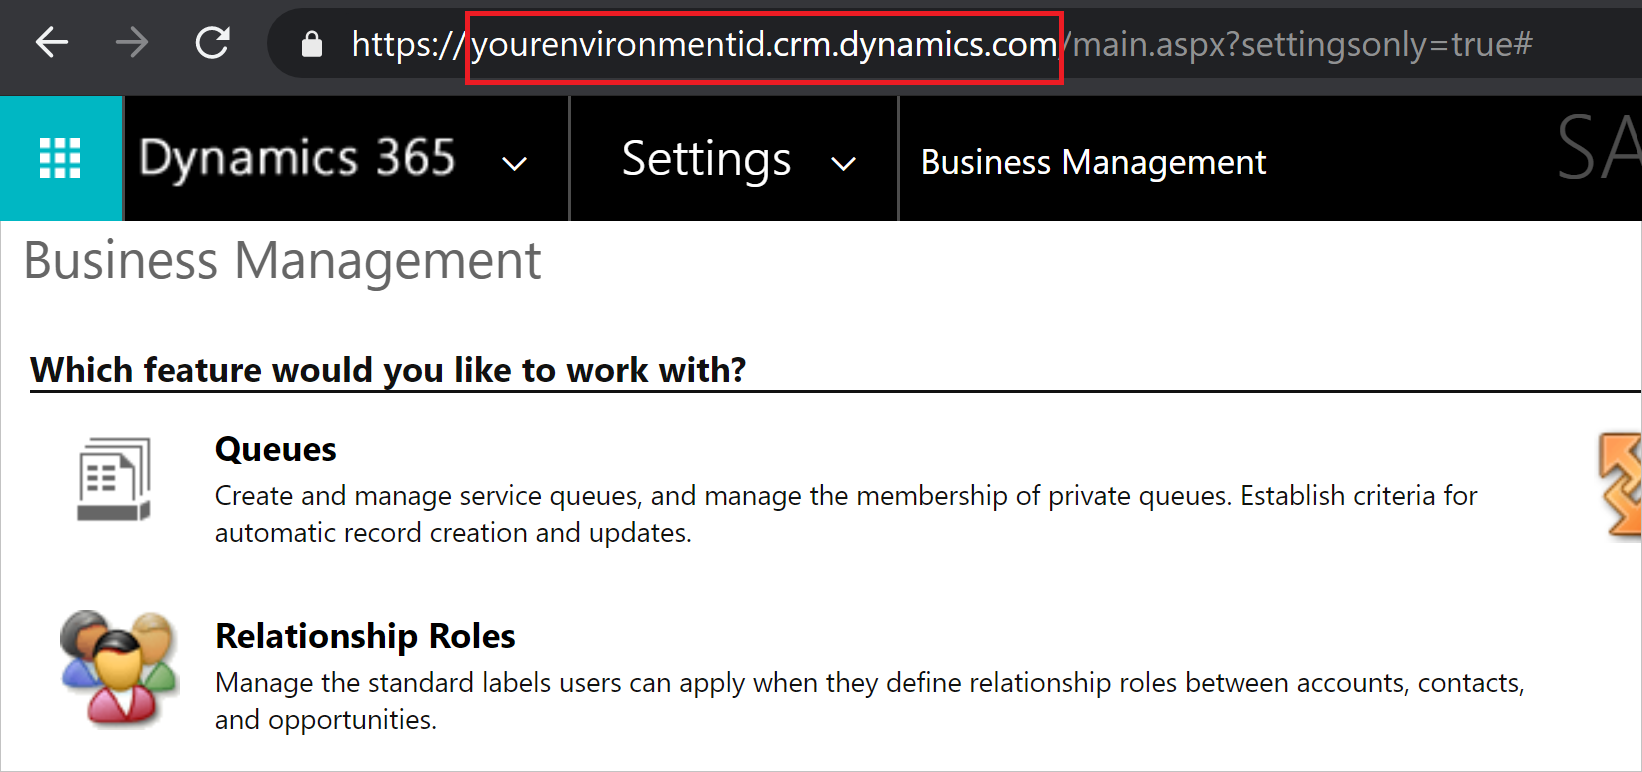 https://yourenvironmentid.crm.dynamics.com/main.aspx?settingsonly=true#
Dynamics 365
Settings
Business Management
SA
Business Management
Which feature would you like to work with?
Queues
Create and manage service queues, and manage the membership of private queues. Establish criteria for
automatic record creation and updates.
Relationship Roles
Manage the standard labels users can apply when they define relationship roles between accounts, contacts,
and opportunities.